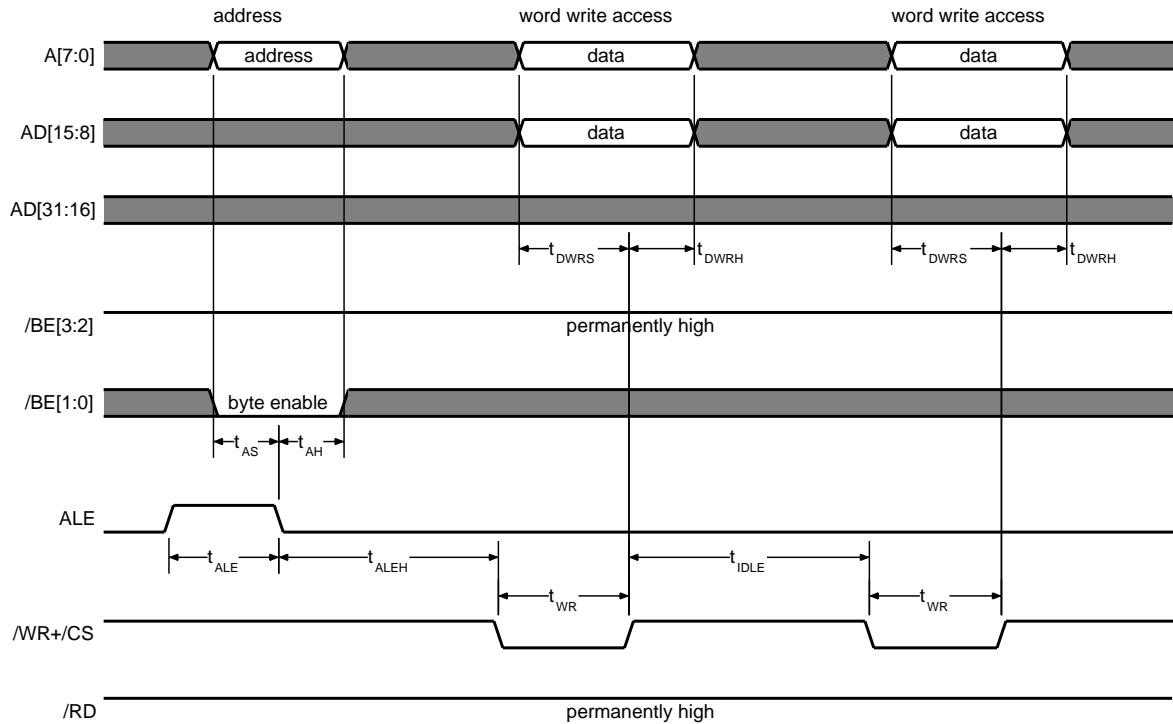 address word write access word write access
A[7:0] address data data
AD[15:8] data data
AD[31:16]
tDWRS tDWRH tDWRS tDWRH
/BE[3:2] permanently high
/BE[1:0] byte enable
tAS tAH
ALE
tALE tALEH tIDLE
tWR tWR
/WR+/CS
/RD permanently high